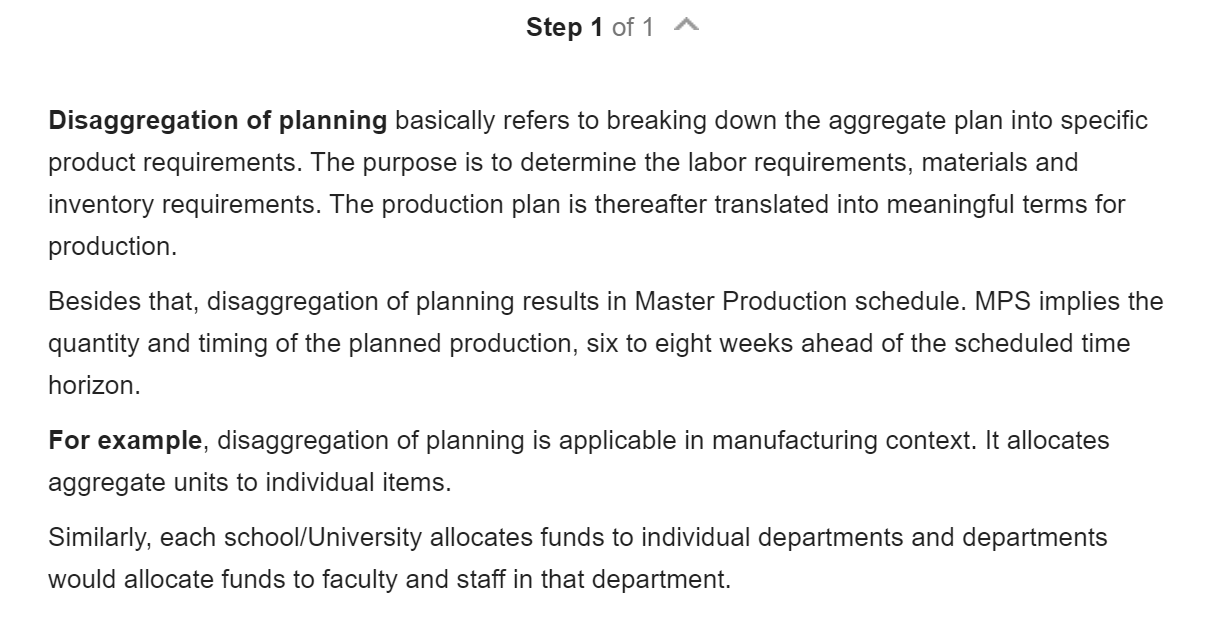 Step 1 of 1
Disaggregation of planning basically refers to breaking down the aggregate plan into specific
product requirements. The purpose is to determine the labor requirements, materials and
inventory requirements. The production plan is thereafter translated into meaningful terms for
production.
Besides that, disaggregation of planning results in Master Production schedule. MPS implies the
quantity and timing of the planned production, six to eight weeks ahead of the scheduled time
horizon.
For example, disaggregation of planning is applicable in manufacturing context. It allocates
aggregate units to individual items.
Similarly, each school/University allocates funds to individual departments and departments
would allocate funds to faculty and staff in that department.